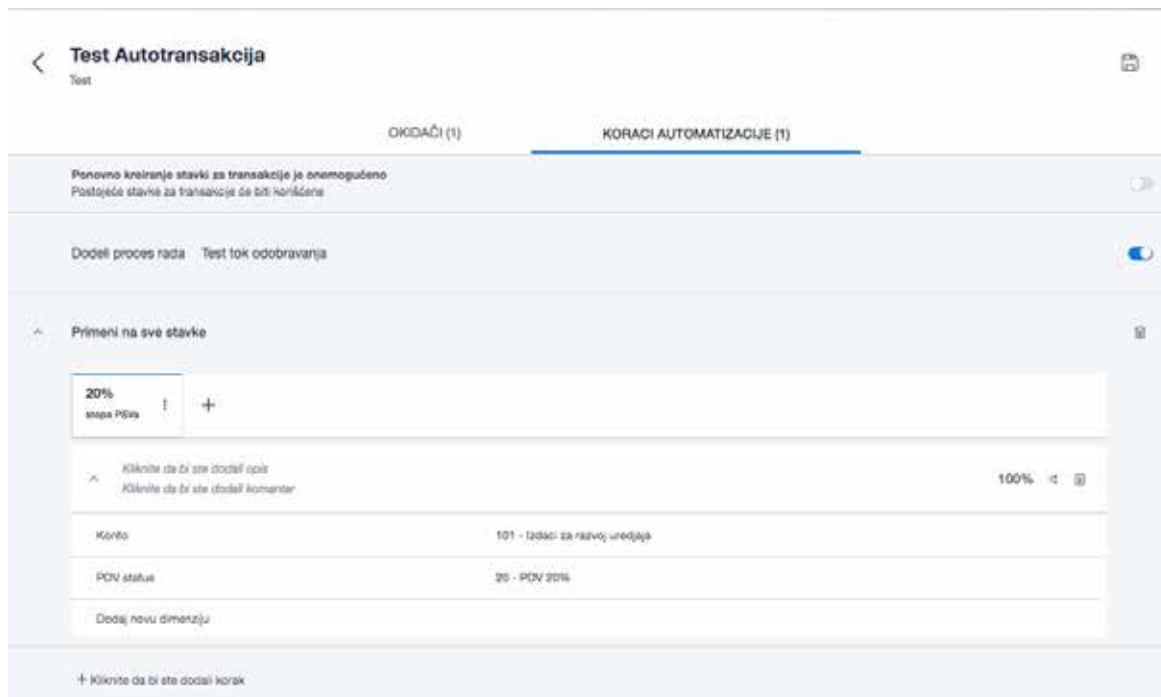 Test Autotransakcija
Test
OKIDAČI (1)
KORACI AUTOMATIZACIJE (1)
Ponovno kreiranje stavki za transakcije je onemogućeno
Postojeće stavke za transakcije će biti korišćene
Dodeli proces rada Test tok odobravanja
Primeni na sve stavke
20%
stopa PSVa
Kliknite da bi ste dodali opis
Kliknite da bi ste dodali komentar
100%
Konto 101 - Izdaci za razvoj uredjaja
PDV status 20 - PDV 20%
Dodaj novu dimenziju
+ Kliknite da bi ste dodali korak